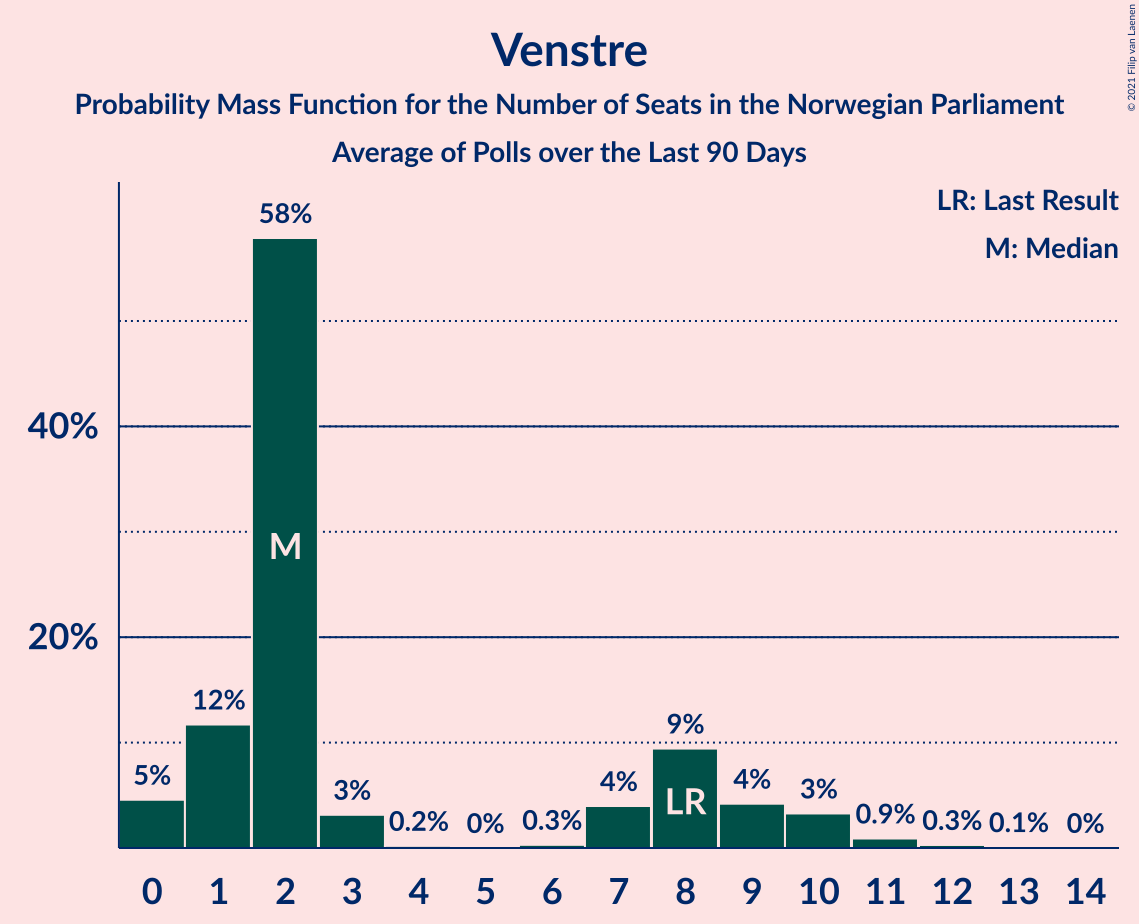 Venstre
Probability Mass Function for the Number of Seats in the Norwegian Parliament
Average of Polls over the Last 90 Days
© 2021 Filip van Laenen
LR: Last Result
M: Median
58%
40%
M
20%
12%
9%
5%
3%
0.2%
0%
0.3%
4%
LR
4%
3%
0.9%
0.3%
0.1%
0%
0 1 2 3 4 5 6 7 8 9 10 11 12 13 14